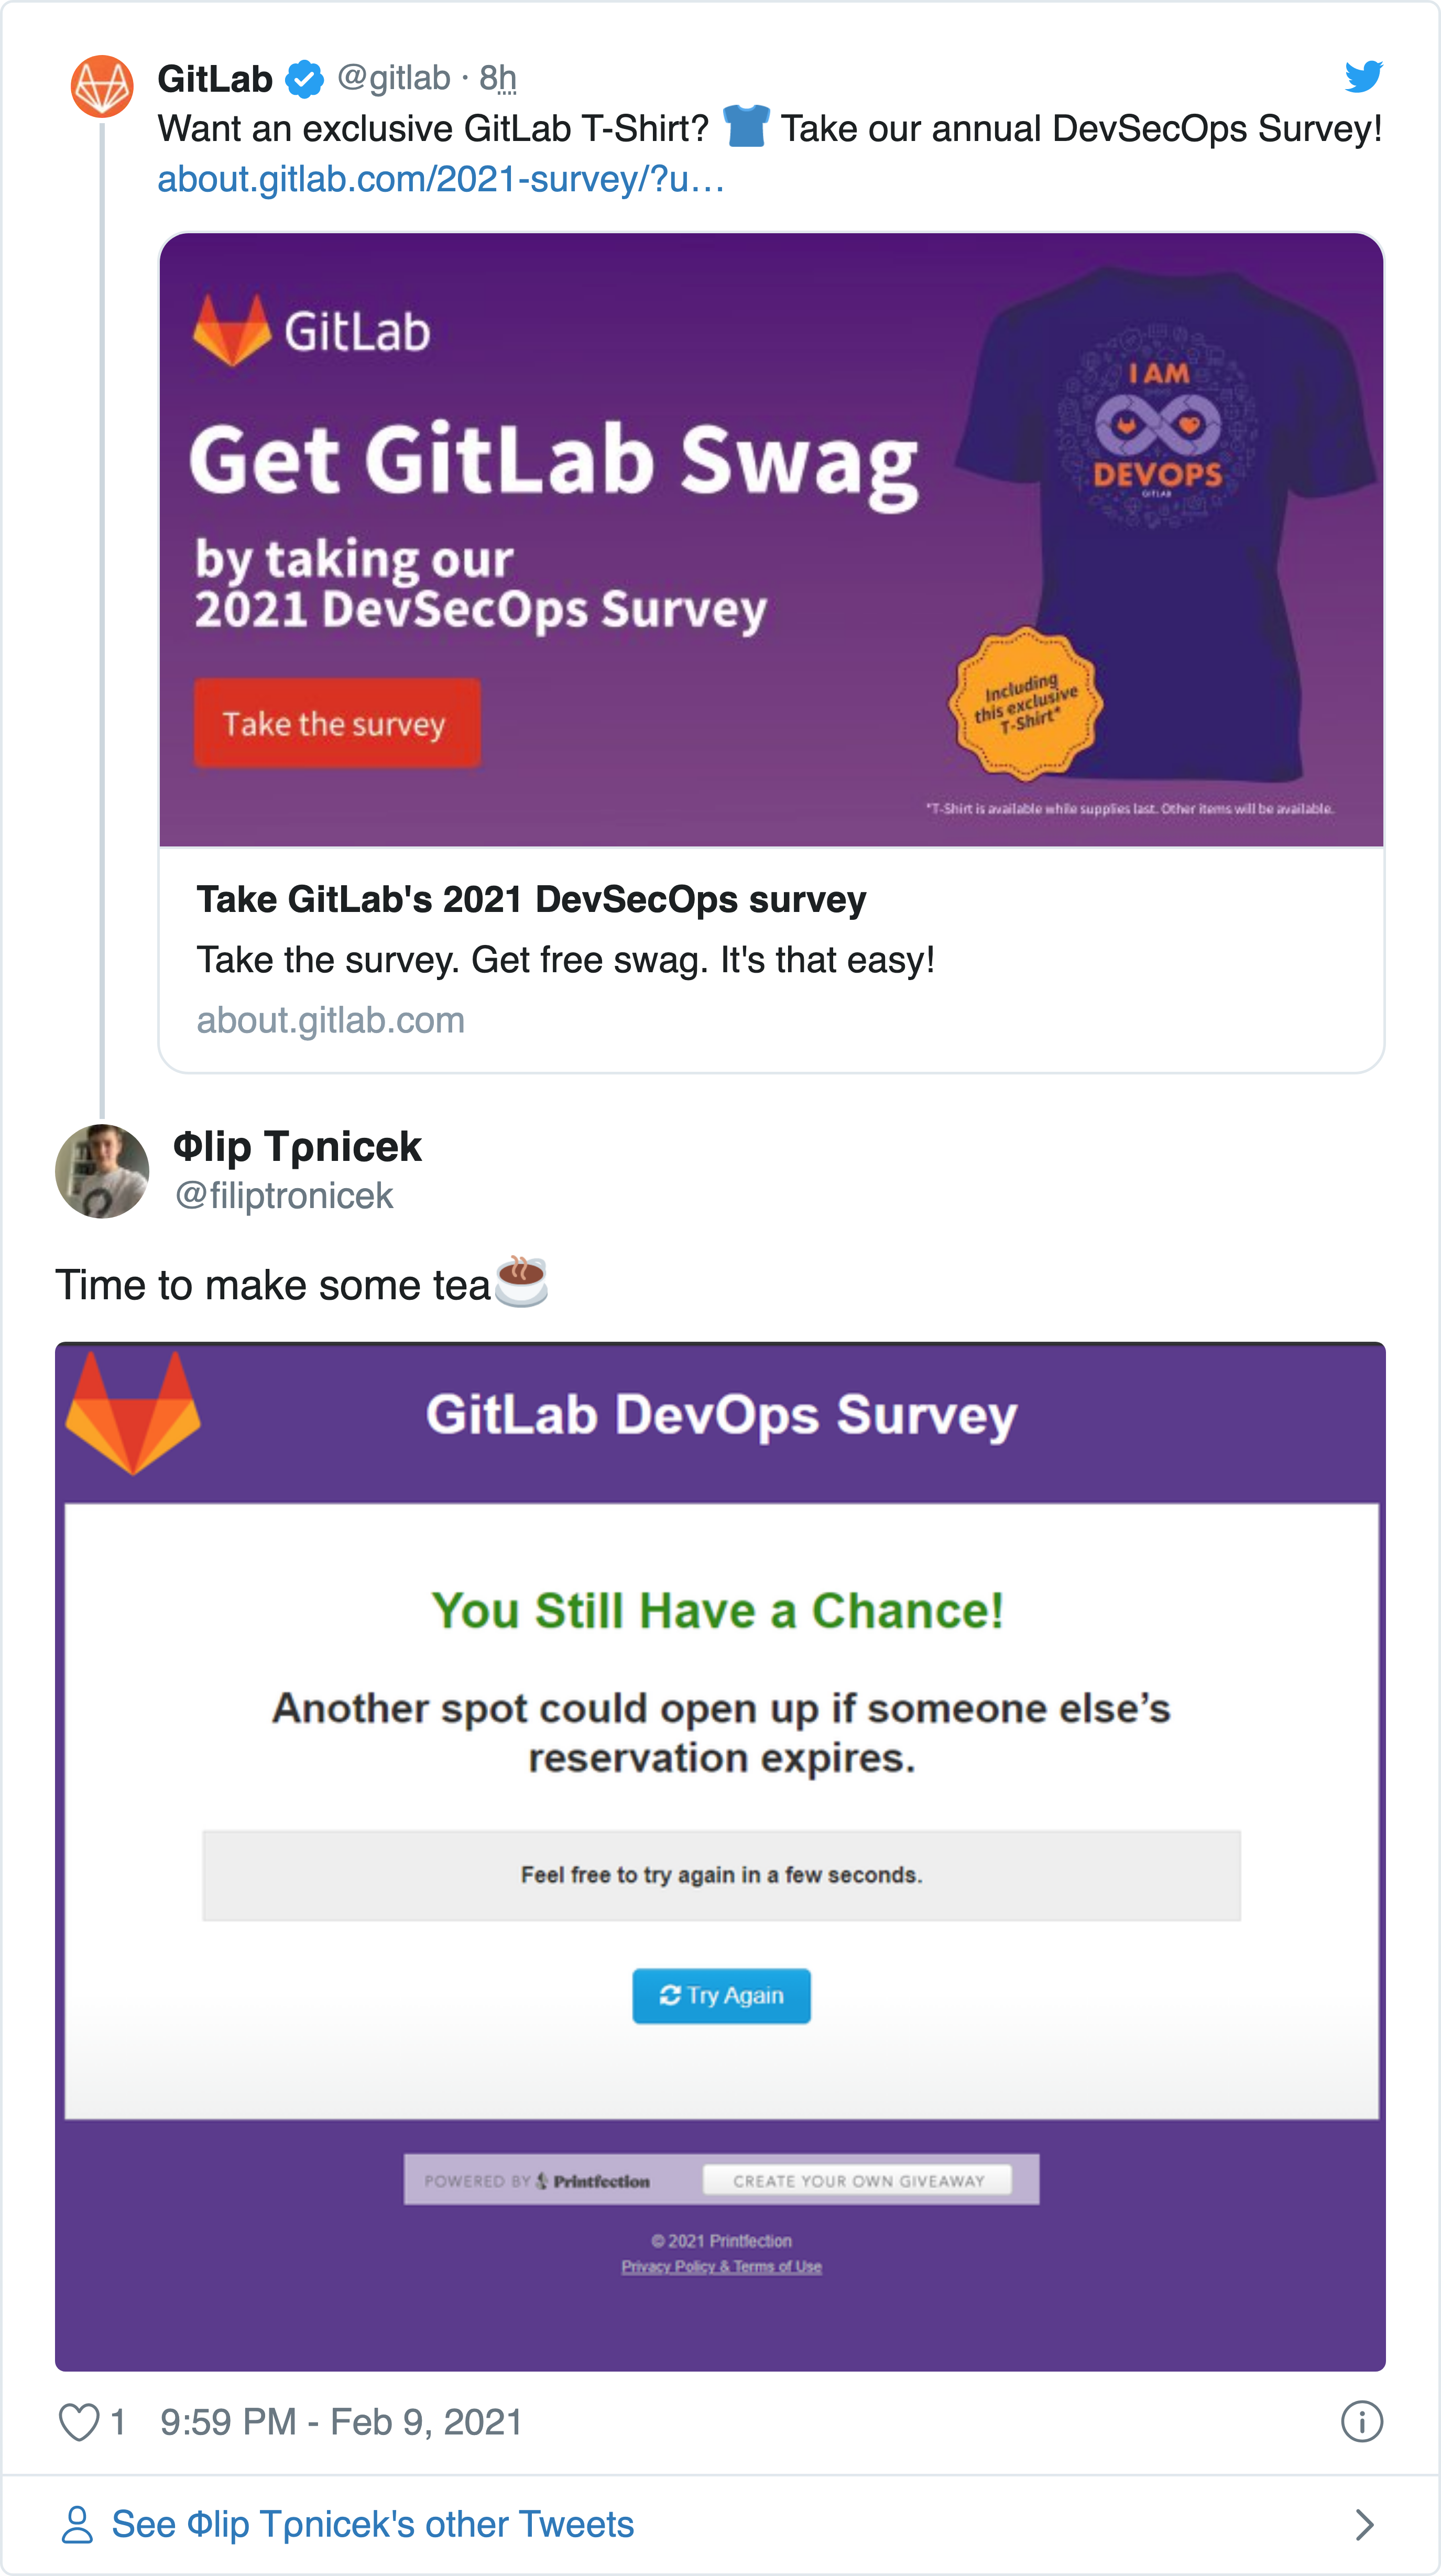 GitLab @gitlab · 8h
Want an exclusive GitLab T-Shirt? 👕 Take our annual DevSecOps Survey!
about.gitlab.com/2021-survey/?u…
GitLab
Get GitLab Swag
by taking our
2021 DevSecOps Survey
Take the survey
I AM
DEVOPS
GITLAB
Including
this exclusive
T-Shirt*
*T-Shirt is available while supplies last. Other items will be available.
Take GitLab's 2021 DevSecOps survey
Take the survey. Get free swag. It's that easy!
about.gitlab.com
Φlip Tρnicek
@filiptronicek
Time to make some tea☕
GitLab DevOps Survey
You Still Have a Chance!
Another spot could open up if someone else’s
reservation expires.
Feel free to try again in a few seconds.
Try Again
POWERED BY Printfection CREATE YOUR OWN GIVEAWAY
© 2021 Printfection
Privacy Policy & Terms of Use
1 9:59 PM - Feb 9, 2021
See Φlip Tρnicek's other Tweets